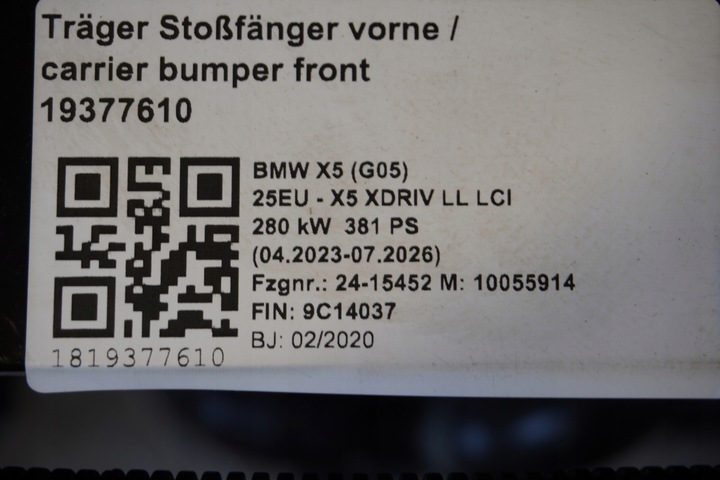 Träger Stoßfänger vorne /
carrier bumper front
19377610
BMW X5 (G05)
25EU - X5 XDRIV LL LCI
280 kW 381 PS
(04.2023-07.2026)
Fzgnr.: 24-15452 M: 10055914
FIN: 9C14037
BJ: 02/2020
1819377610